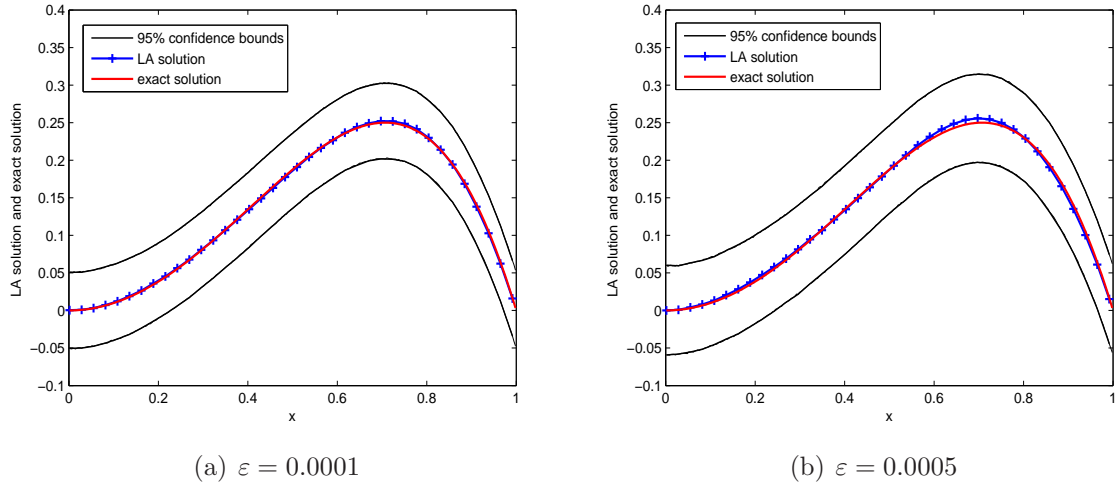 0.4
0.35
0.3
0.25
0.2
0.15
0.1
0.05
0
−0.05
−0.1
LA solution and exact solution
95% confidence bounds
LA solution
exact solution
0 0.2 0.4 0.6 0.8 1
x
(a) ε = 0.0001
0.4
0.35
0.3
0.25
0.2
0.15
0.1
0.05
0
−0.05
−0.1
LA solution and exact solution
95% confidence bounds
LA solution
exact solution
0 0.2 0.4 0.6 0.8 1
x
(b) ε = 0.0005